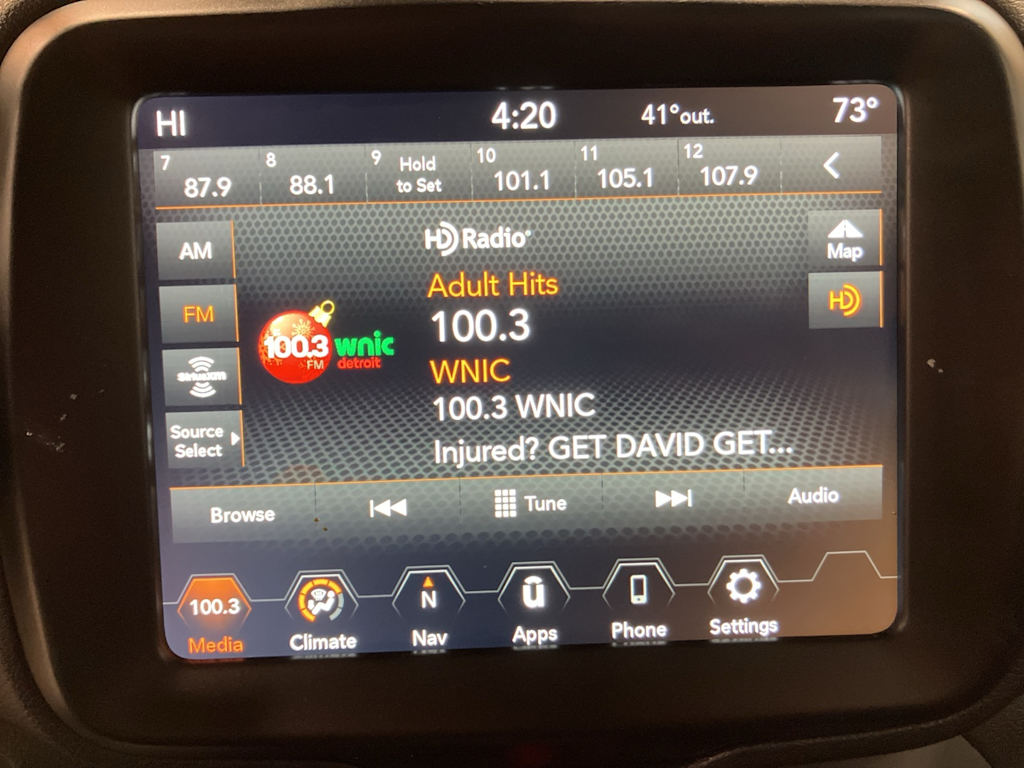 HI 4:20 41°out. 73°
7 87.9 8 88.1 9 Hold to Set 10 101.1 11 105.1 12 107.9
AM
FM
SiriusXM
Source
Select
100.3
FM
wnic
detroit
HD Radio
Adult Hits
100.3
WNIC
100.3 WNIC
Injured? GET DAVID GET...
Map
HD
Browse Tune Audio
100.3 N ū
Media Climate Nav Apps Phone Settings